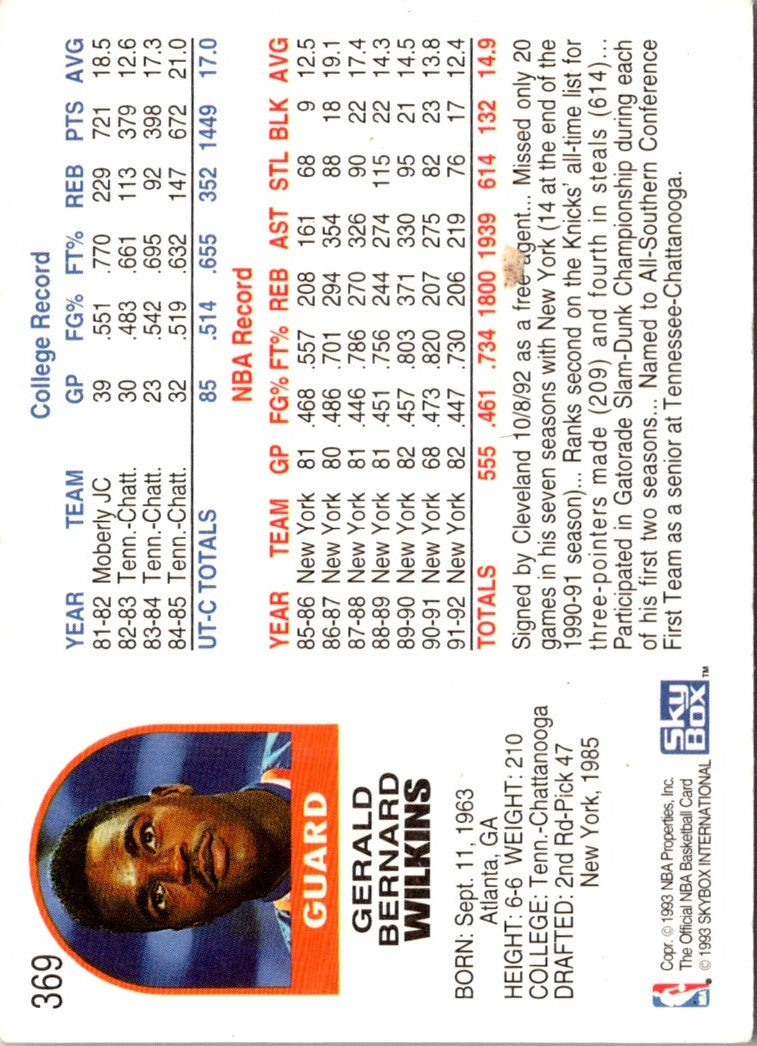 369
GUARD
GERALD
BERNARD
WILKINS
BORN: Sept. 11, 1963
Atlanta, GA
HEIGHT: 6-6 WEIGHT: 210
COLLEGE: Tenn.-Chattanooga
DRAFTED: 2nd Rd-Pick 47
New York, 1985
Copr. © 1993 NBA Properties, Inc.
The Official NBA Basketball Card
© 1993 SKYBOX INTERNATIONAL
NBA
Sky
BOX™
College Record
YEAR TEAM GP FG% FT% REB PTS AVG
81-82 Moberly JC 39 .551 .770 229 721 18.5
82-83 Tenn.-Chatt. 30 .483 .661 113 379 12.6
83-84 Tenn.-Chatt. 23 .542 .695 92 398 17.3
84-85 Tenn.-Chatt. 32 .519 .632 147 672 21.0
UT-C TOTALS 85 .514 .655 352 1449 17.0
NBA Record
YEAR TEAM GP FG% FT% REB AST STL BLK AVG
85-86 New York 81 .468 .557 208 161 68 9 12.5
86-87 New York 80 .486 .701 294 354 88 18 19.1
87-88 New York 81 .446 .786 270 326 90 22 17.4
88-89 New York 81 .451 .756 244 274 115 22 14.3
89-90 New York 82 .457 .803 371 330 95 21 14.5
90-91 New York 68 .473 .820 207 275 82 23 13.8
91-92 New York 82 .447 .730 206 219 76 17 12.4
TOTALS 555 .461 .734 1800 1939 614 132 14.9
Signed by Cleveland 10/8/92 as a free agent... Missed only 20
games in his seven seasons with New York (14 at the end of the
1990-91 season)... Ranks second on the Knicks' all-time list for
three-pointers made (209) and fourth in steals (614)...
Participated in Gatorade Slam-Dunk Championship during each
of his first two seasons... Named to All-Southern Conference
First Team as a senior at Tennessee-Chattanooga.